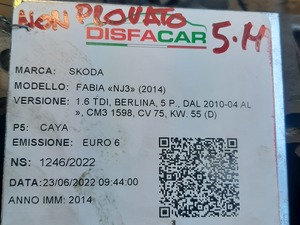 NON PROVATO
DISFACAR
5.M
MARCA: SKODA
MODELLO: FABIA «NJ3» (2014)
VERSIONE: 1.6 TDI, BERLINA, 5 P., DAL 2010-04 AL
», CM3 1598, CV 75, KW. 55 (D)
P5: CAYA
EMISSIONE: EURO 6
NS: 1246/2022
DATA:23/06/2022 09:44:00
ANNO IMM: 2014